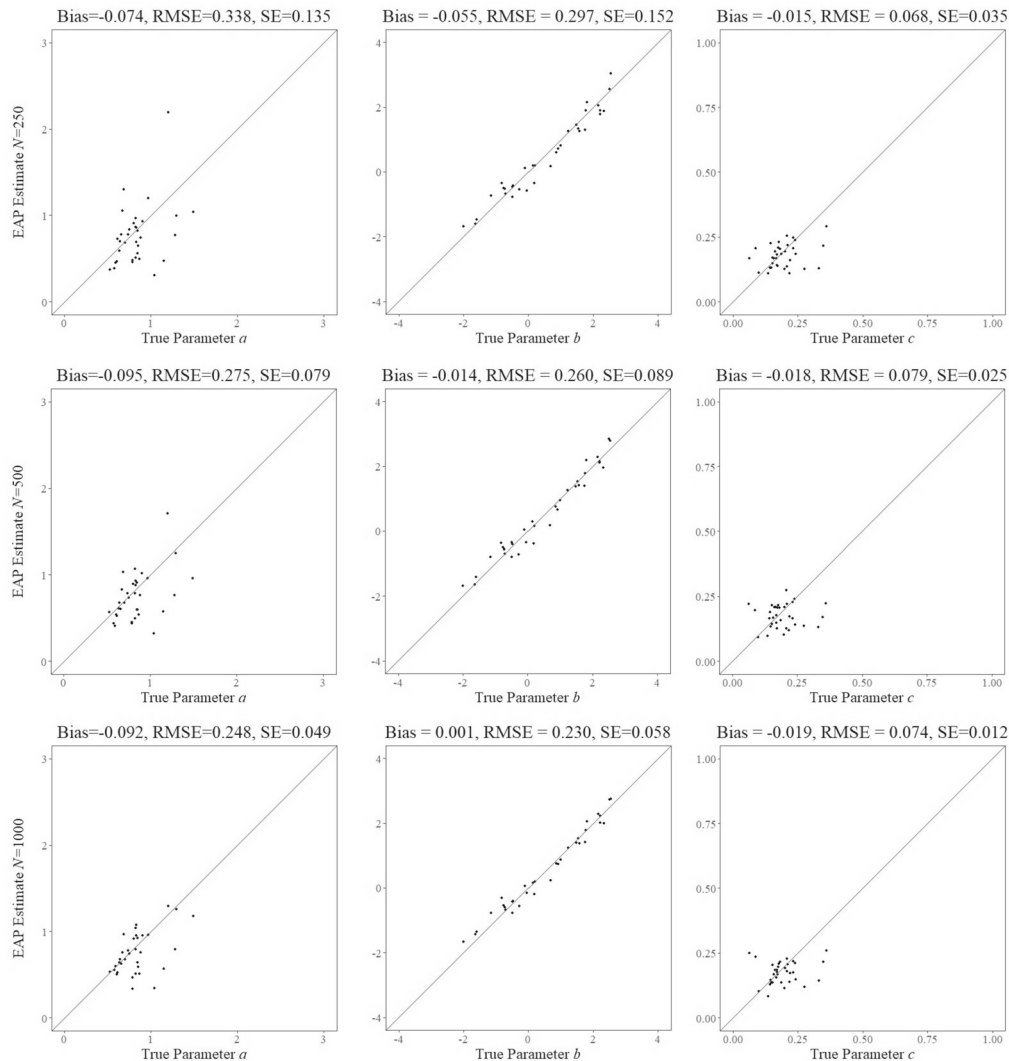 Bias=-0.074, RMSE=0.338, SE=0.135
Bias = -0.055, RMSE = 0.297, SE=0.152
Bias = -0.015, RMSE = 0.068, SE=0.035
EAP Estimate N=250
3
2
1
0
0 1 2 3
True Parameter a
4
2
0
-2
-4
-4 -2 0 2 4
True Parameter b
1.00
0.75
0.50
0.25
0.00
0.00 0.25 0.50 0.75 1.00
True Parameter c
Bias=-0.095, RMSE=0.275, SE=0.079
Bias = -0.014, RMSE = 0.260, SE=0.089
Bias = -0.018, RMSE = 0.079, SE=0.025
EAP Estimate N=500
3
2
1
0
0 1 2 3
True Parameter a
4
2
0
-2
-4
-4 -2 0 2 4
True Parameter b
1.00
0.75
0.50
0.25
0.00
0.00 0.25 0.50 0.75 1.00
True Parameter c
Bias=-0.092, RMSE=0.248, SE=0.049
Bias = 0.001, RMSE = 0.230, SE=0.058
Bias = -0.019, RMSE = 0.074, SE=0.012
EAP Estimate N=1000
3
2
1
0
0 1 2 3
True Parameter a
4
2
0
-2
-4
-4 -2 0 2 4
True Parameter b
1.00
0.75
0.50
0.25
0.00
0.00 0.25 0.50 0.75 1.00
True Parameter c